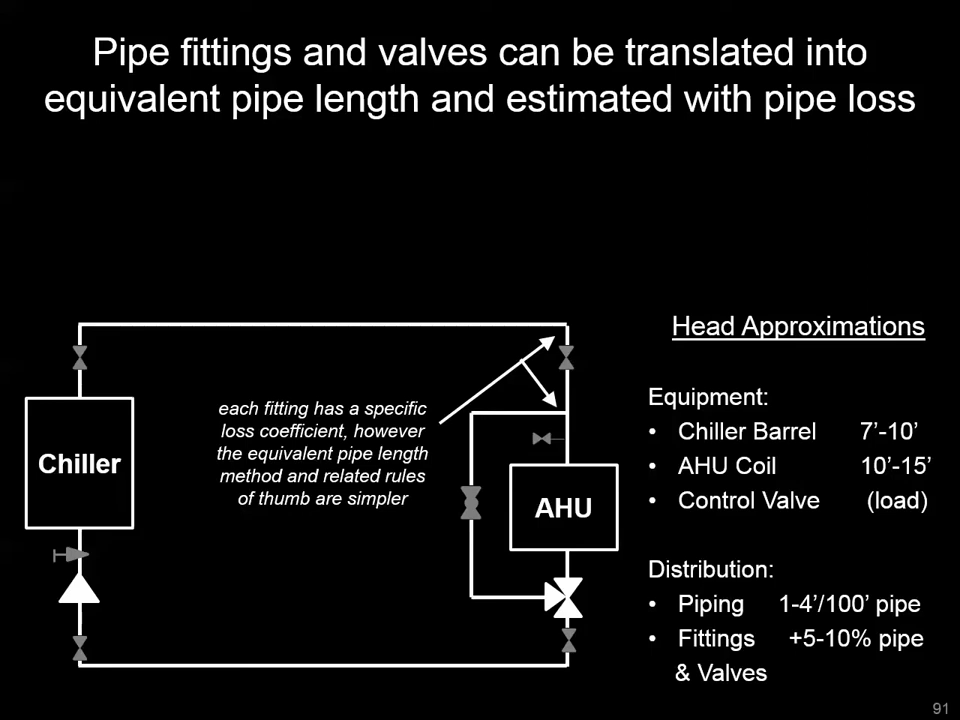 Pipe fittings and valves can be translated into
equivalent pipe length and estimated with pipe loss
Head Approximations
each fitting has a specific
loss coefficient, however
the equivalent pipe length
method and related rules
of thumb are simpler
Chiller
AHU
Equipment:
• Chiller Barrel 7’-10’
• AHU Coil 10’-15’
• Control Valve (load)
Distribution:
• Piping 1-4’/100’ pipe
• Fittings +5-10% pipe
& Valves
91